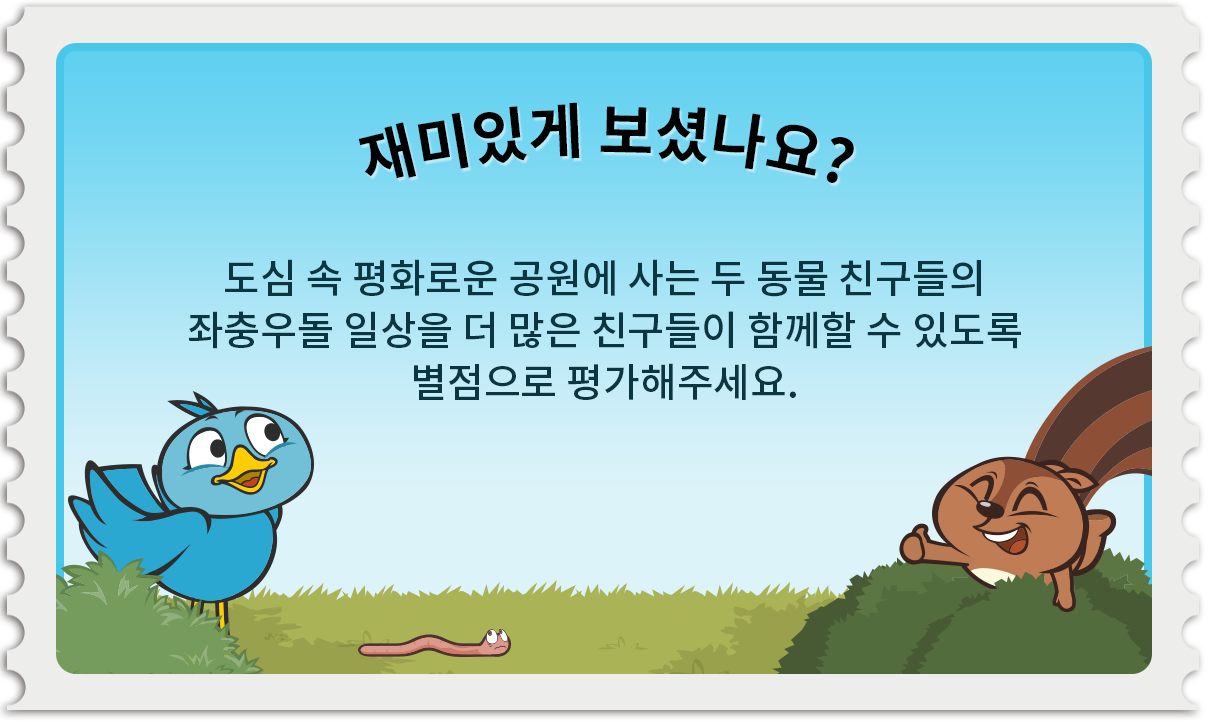 재미있게 보셨나요?
도심 속 평화로운 공원에 사는 두 동물 친구들의
좌충우돌 일상을 더 많은 친구들이 함께할 수 있도록
별점으로 평가해주세요.